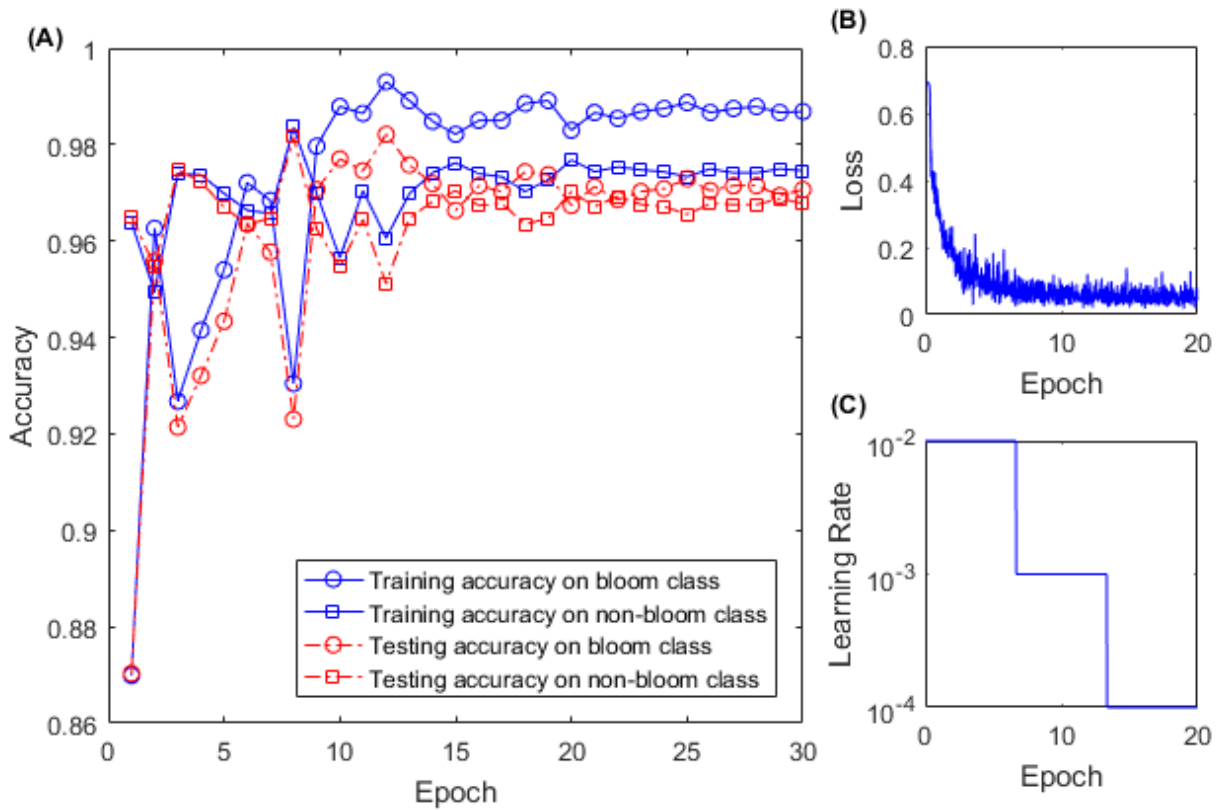 (A)
1
0.98
0.96
0.94
0.92
0.9
0.88
0.86
Accuracy
0 5 10 15 20 25 30
Epoch
Training accuracy on bloom class
Training accuracy on non-bloom class
Testing accuracy on bloom class
Testing accuracy on non-bloom class
(B)
0.8
0.6
0.4
0.2
0
Loss
0 10 20
Epoch
(C)
10⁻²
10⁻³
10⁻⁴
Learning Rate
0 10 20
Epoch